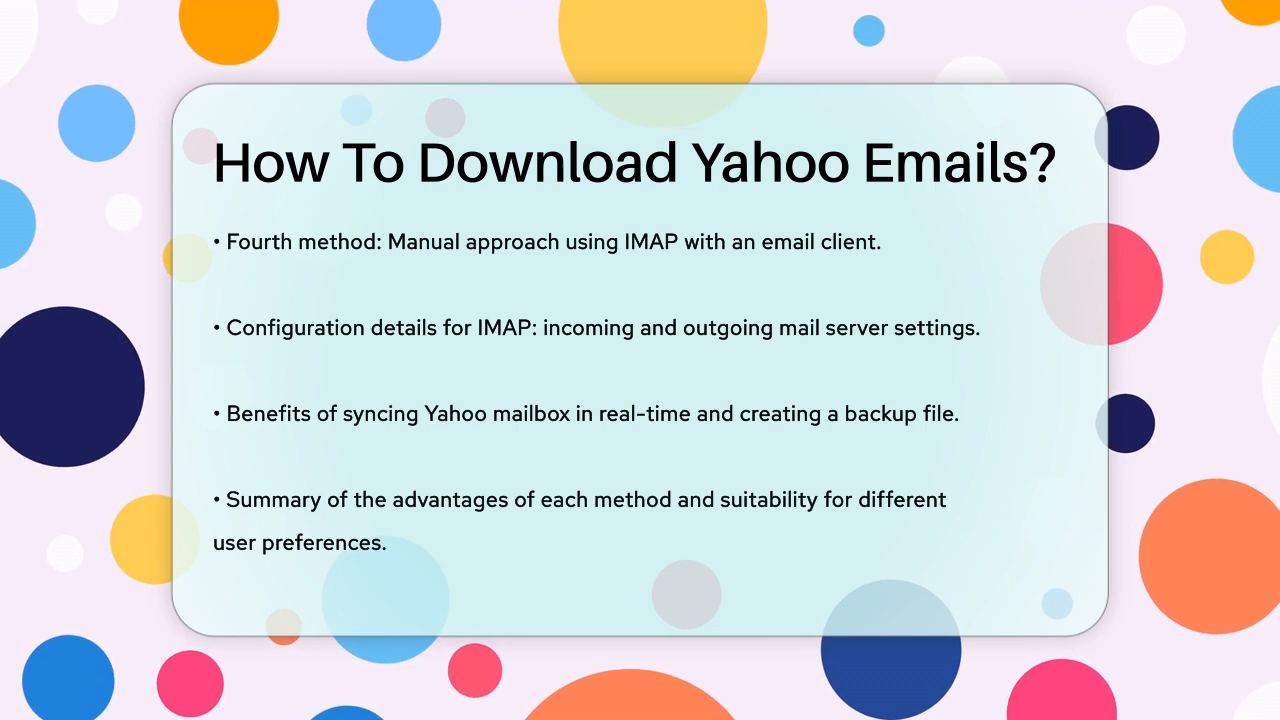 How To Download Yahoo Emails?
• Fourth method: Manual approach using IMAP with an email client.
• Configuration details for IMAP: incoming and outgoing mail server settings.
• Benefits of syncing Yahoo mailbox in real-time and creating a backup file.
• Summary of the advantages of each method and suitability for different
user preferences.